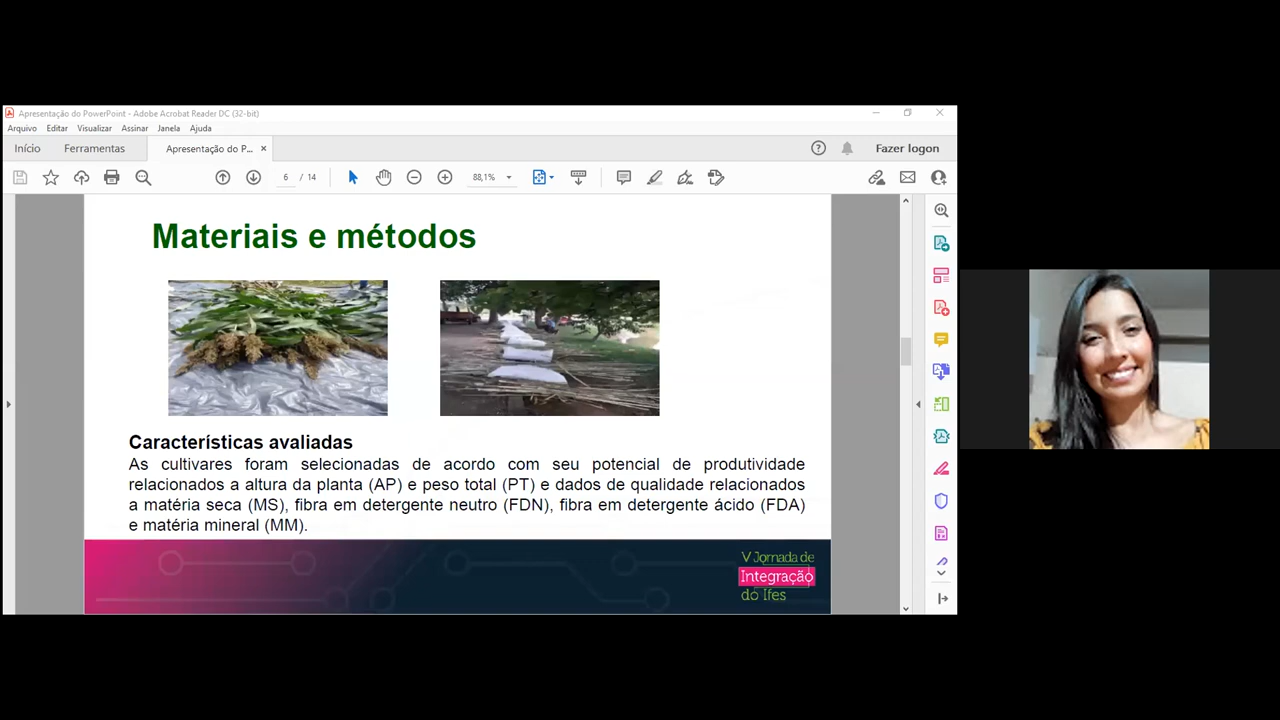 Apresentação do PowerPoint - Adobe Acrobat Reader DC (32-bit)
Arquivo Editar Visualizar Assinar Janela Ajuda
Início Ferramentas Apresentação do P... Fazer logon
6 / 14 88,1%
Materiais e métodos
Características avaliadas
As cultivares foram selecionadas de acordo com seu potencial de produtividade
relacionados a altura da planta (AP) e peso total (PT) e dados de qualidade relacionados
a matéria seca (MS), fibra em detergente neutro (FDN), fibra em detergente ácido (FDA)
e matéria mineral (MM).
V Jornada de
Integração
do Ifes